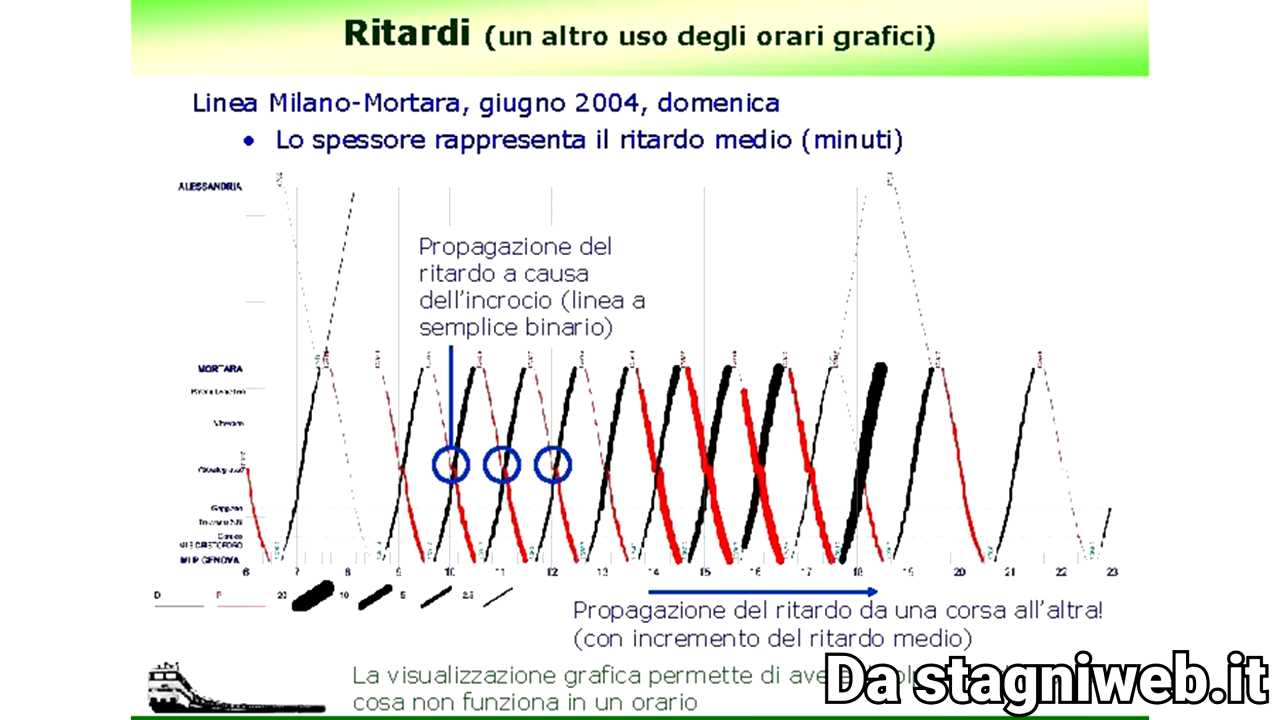 Ritardi (un altro uso degli orari grafici)
Linea Milano-Mortara, giugno 2004, domenica
• Lo spessore rappresenta il ritardo medio (minuti)
ALESSANDRIA
Propagazione del
ritardo a causa
dell'incrocio (linea a
semplice binario)
MORTARA
MI P GENOVA
6 7 8 9 10 11 12 13 14 15 16 17 18 19 20 21 22 23
D P 20 10 5 2.5
Propagazione del ritardo da una corsa all'altra!
(con incremento del ritardo medio)
La visualizzazione grafica permette di
cosa non funziona in un orario
Da stagniweb.it